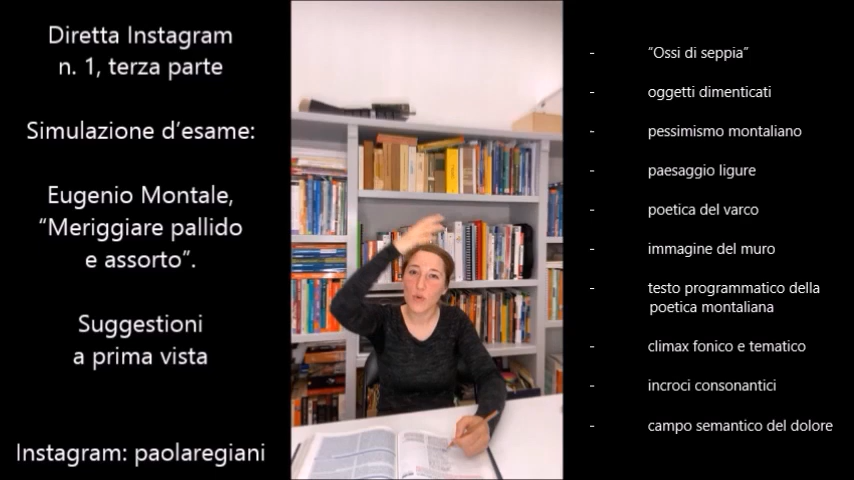 Diretta Instagram
n. 1, terza parte
Simulazione d’esame:
Eugenio Montale,
“Meriggiare pallido
e assorto”.
Suggestioni
a prima vista
Instagram: paolaregiani
- “Ossi di seppia”
- oggetti dimenticati
- pessimismo montaliano
- paesaggio ligure
- poetica del varco
- immagine del muro
- testo programmatico della
poetica montaliana
- climax fonico e tematico
- incroci consonantici
- campo semantico del dolore